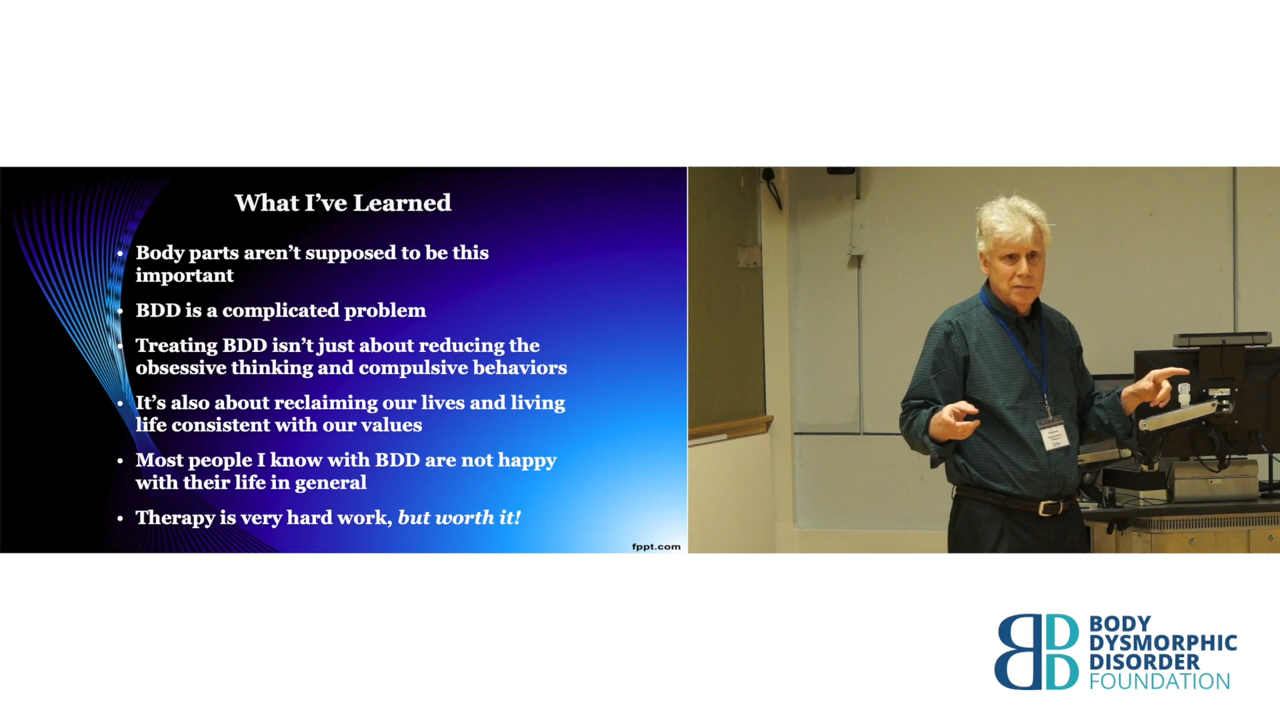 What I've Learned
• Body parts aren't supposed to be this
important
• BDD is a complicated problem
• Treating BDD isn't just about reducing the
obsessive thinking and compulsive behaviors
• It's also about reclaiming our lives and living
life consistent with our values
• Most people I know with BDD are not happy
with their life in general
• Therapy is very hard work, but worth it!
fppt.com
BDD
BODY
DYSMORPHIC
DISORDER
FOUNDATION